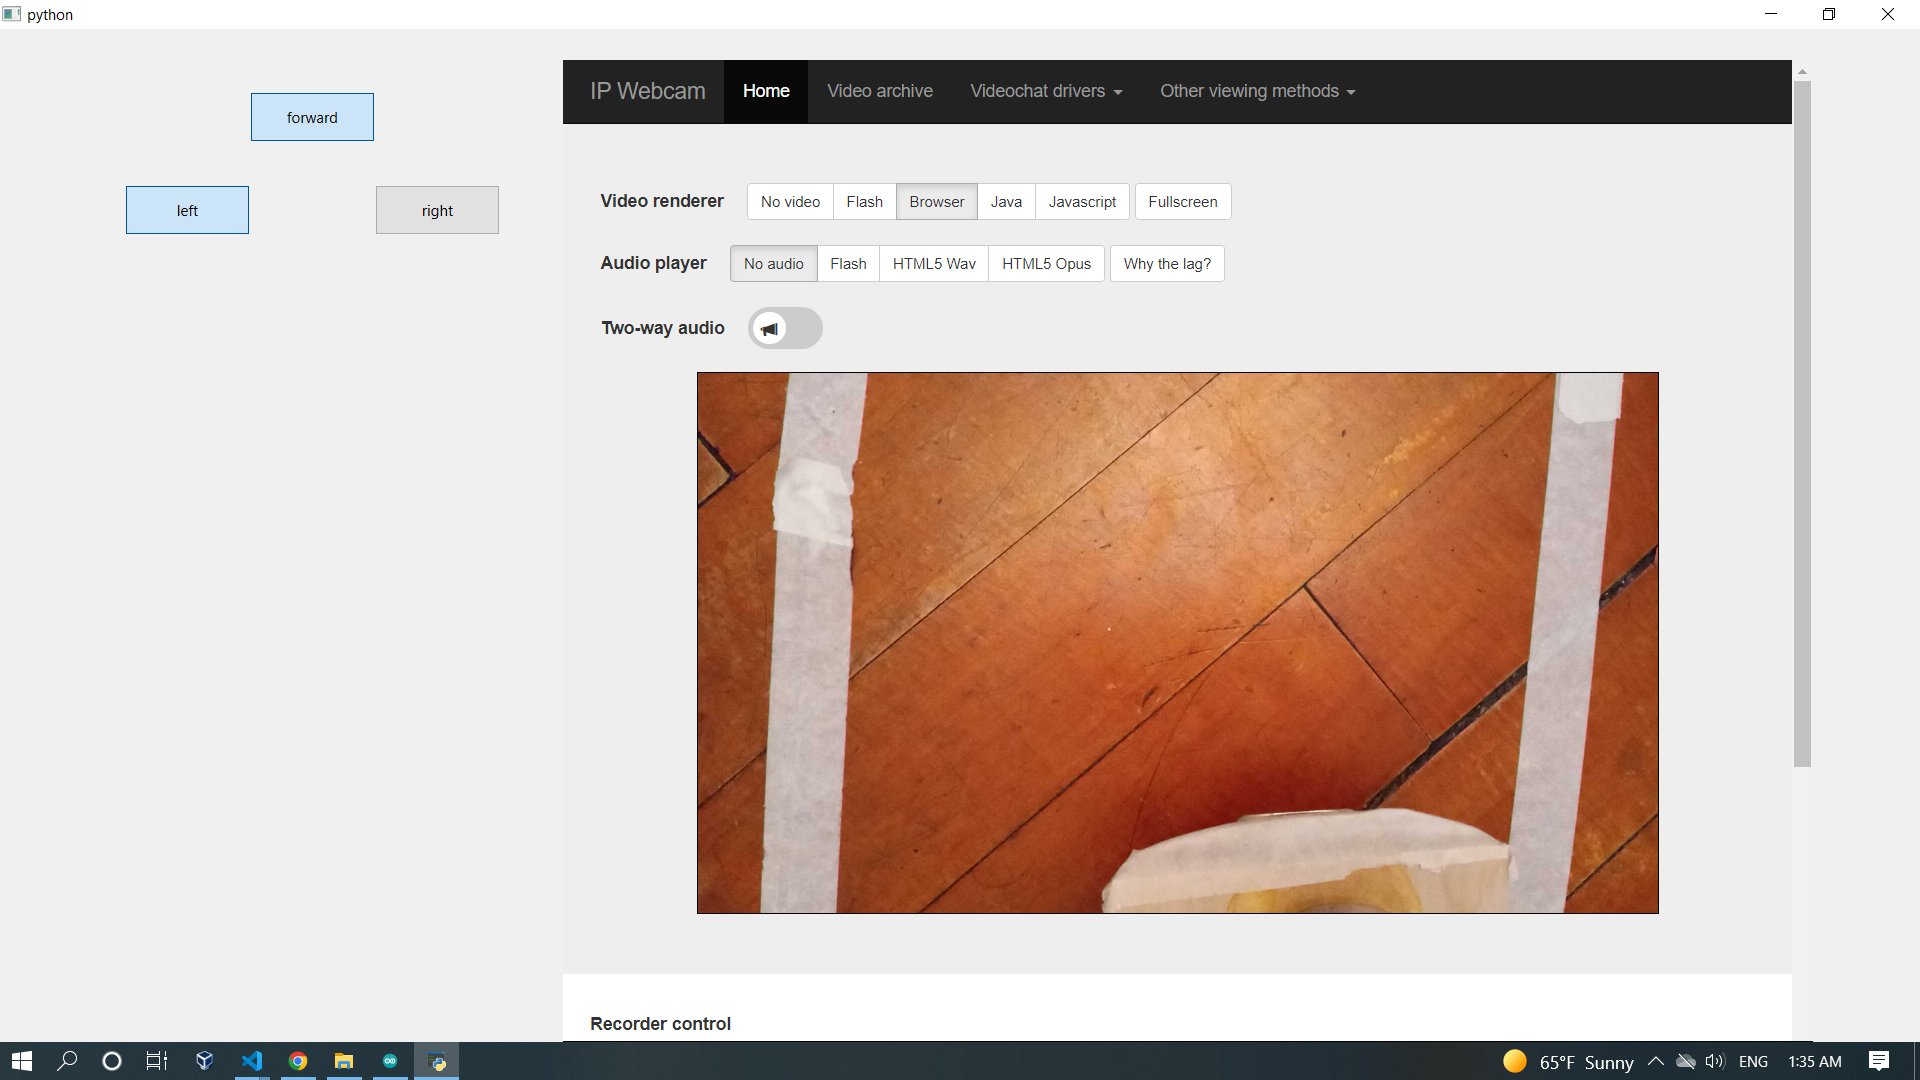 python
forward
left
right
IP Webcam Home Video archive Videochat drivers Other viewing methods
Video renderer No video Flash Browser Java Javascript Fullscreen
Audio player No audio Flash HTML5 Wav HTML5 Opus Why the lag?
Two-way audio
Recorder control
65°F Sunny ENG 1:35 AM